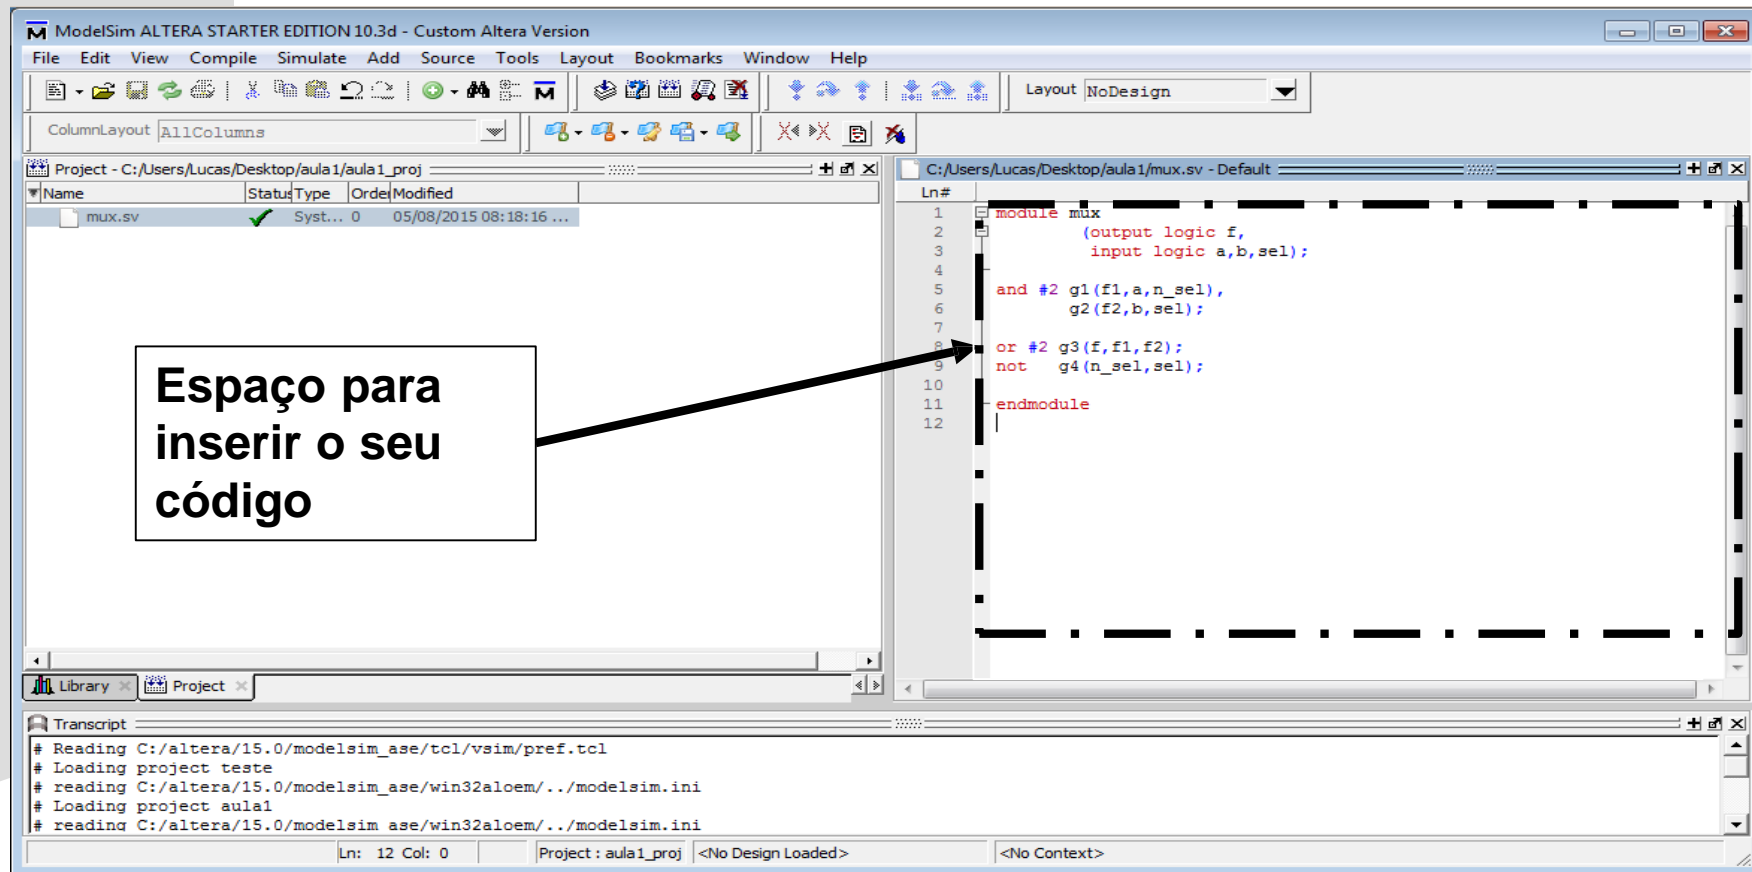 ModelSim ALTERA STARTER EDITION 10.3d - Custom Altera Version
File Edit View Compile Simulate Add Source Tools Layout Bookmarks Window Help
Layout NoDesign
ColumnLayout AllColumns
Project - C:/Users/Lucas/Desktop/aula1/aula1_proj
Name Status Type Order Modified
mux.sv Syst... 0 05/08/2015 08:18:16 ...
Espaço para
inserir o seu
código
C:/Users/Lucas/Desktop/aula1/mux.sv - Default
Ln#
1 module mux
2 (output logic f,
3 input logic a,b,sel);
4
5 and #2 g1(f1,a,n_sel),
6 g2(f2,b,sel);
7
8 or #2 g3(f,f1,f2);
9 not g4(n_sel,sel);
10
11 endmodule
12
Library Project
Transcript
# Reading C:/altera/15.0/modelsim_ase/tcl/vsim/pref.tcl
# Loading project teste
# reading C:/altera/15.0/modelsim_ase/win32aloem/../modelsim.ini
# Loading project aula1
# reading C:/altera/15.0/modelsim_ase/win32aloem/../modelsim.ini
Ln: 12 Col: 0 Project : aula1_proj <No Design Loaded> <No Context>